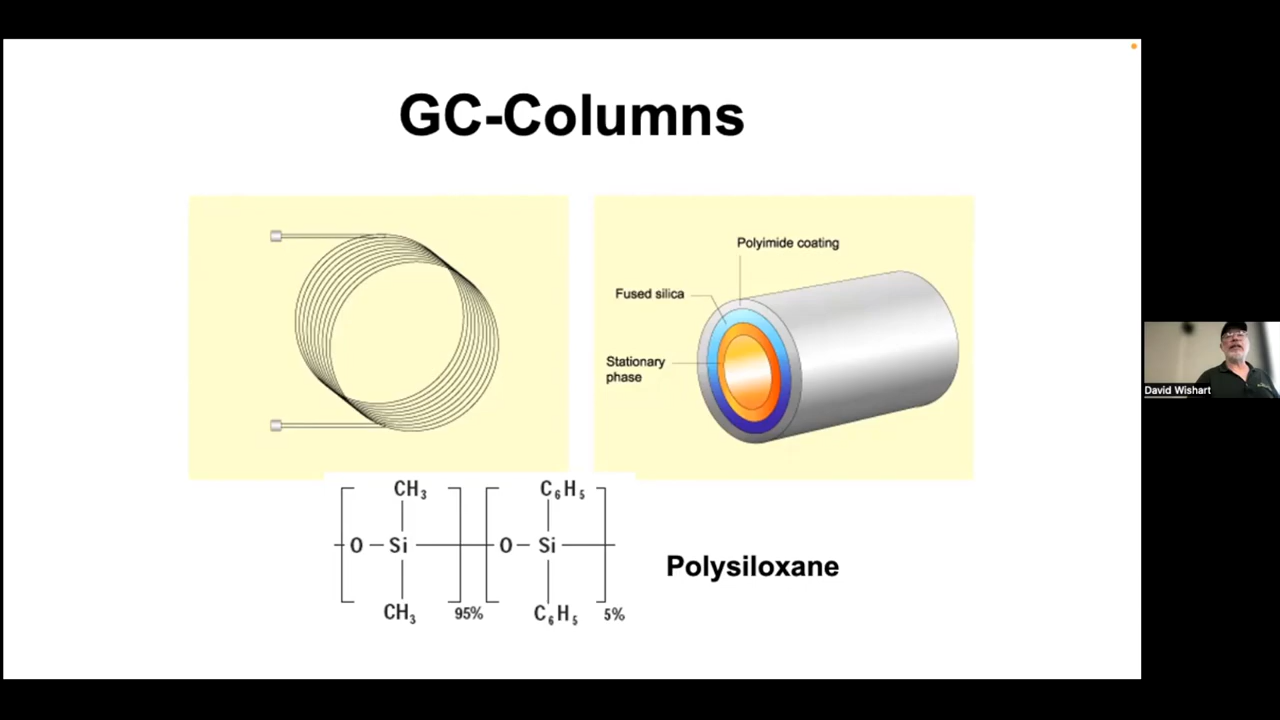 GC-Columns
Polyimide coating
Fused silica
Stationary
phase
CH₃ C₆H₅
O – Si O – Si
CH₃ 95% C₆H₅ 5%
Polysiloxane
David Wishart